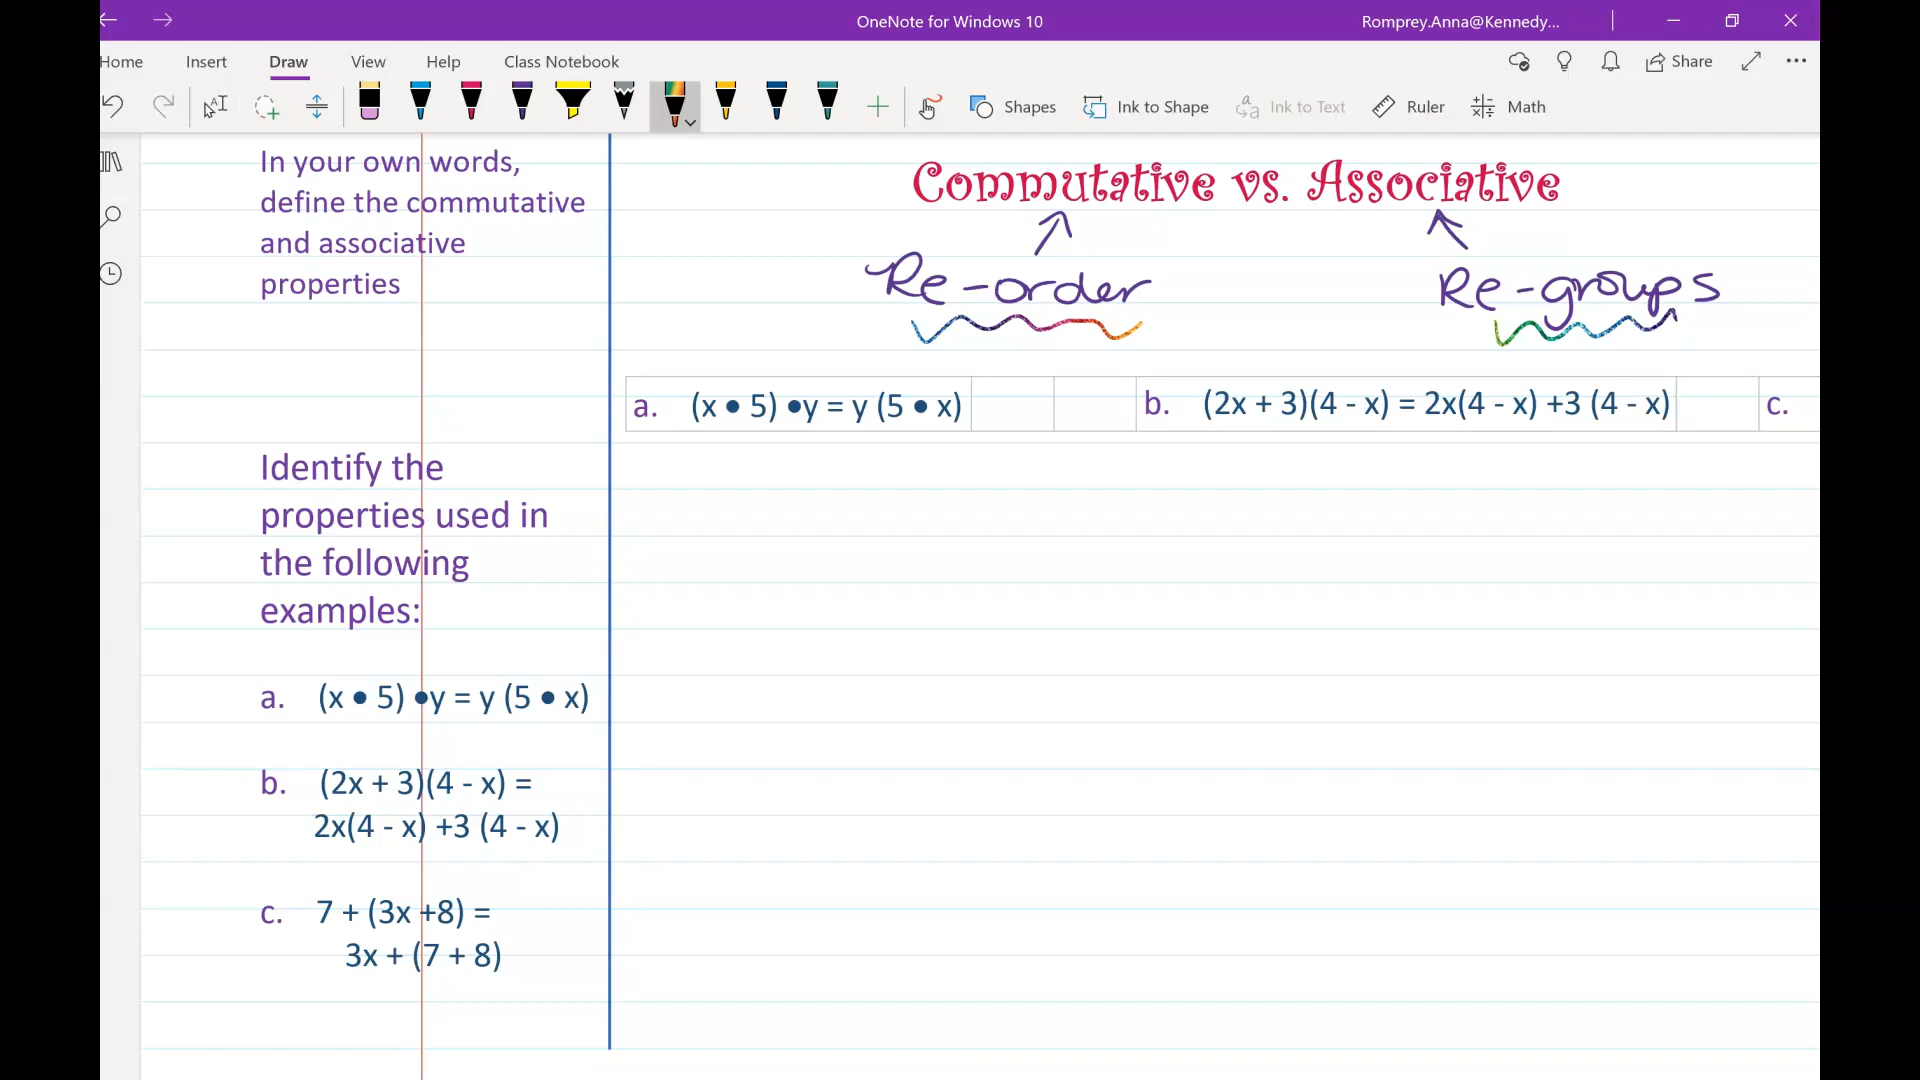 OneNote for Windows 10
Romprey.Anna@Kennedy...
Home Insert Draw View Help Class Notebook
Share
Shapes Ink to Shape Ink to Text Ruler Math
In your own words,
define the commutative
and associative
properties
Commutative vs. Associative
Re-order
Re-groups
a. (x • 5) •y = y (5 • x)
b. (2x + 3)(4 - x) = 2x(4 - x) +3 (4 - x)
c.
Identify the
properties used in
the following
examples:
a. (x • 5) •y = y (5 • x)
b. (2x + 3)(4 - x) =
2x(4 - x) +3 (4 - x)
c. 7 + (3x +8) =
3x + (7 + 8)